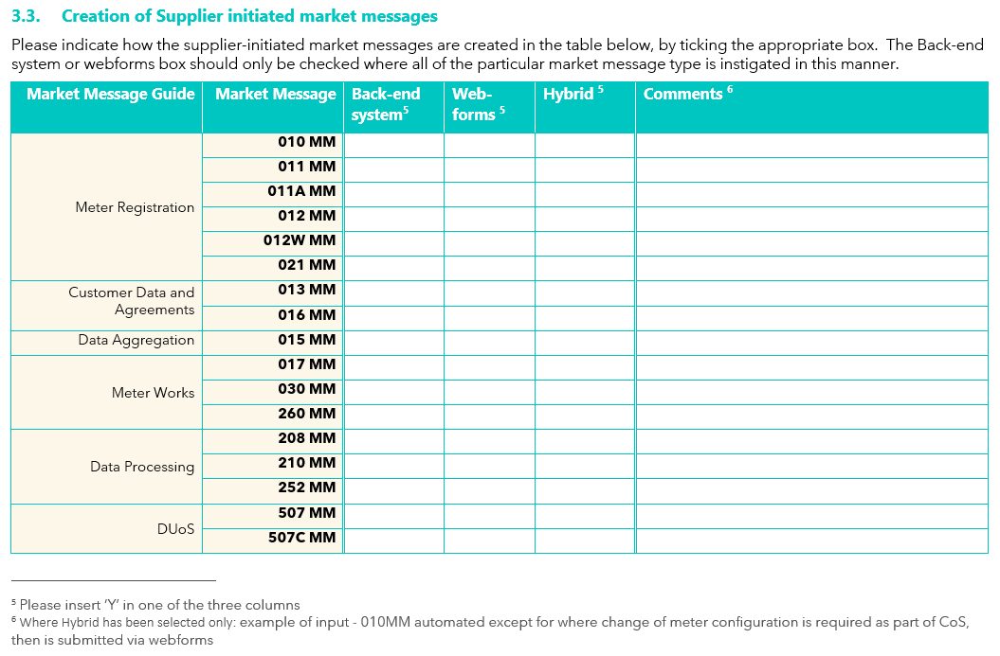 3.3. Creation of Supplier initiated market messages
Please indicate how the supplier-initiated market messages are created in the table below, by ticking the appropriate box. The Back-end
system or webforms box should only be checked where all of the particular market message type is instigated in this manner.
Market Message Guide Market Message Back-end system⁵ Web-forms ⁵ Hybrid ⁵ Comments ⁶
Meter Registration
010 MM
011 MM
011A MM
012 MM
012W MM
021 MM
Customer Data and
Agreements
013 MM
016 MM
Data Aggregation 015 MM
Meter Works
017 MM
030 MM
260 MM
Data Processing
208 MM
210 MM
252 MM
DUoS
507 MM
507C MM
⁵ Please insert ‘Y’ in one of the three columns
⁶ Where Hybrid has been selected only: example of input - 010MM automated except for where change of meter configuration is required as part of CoS,
then is submitted via webforms